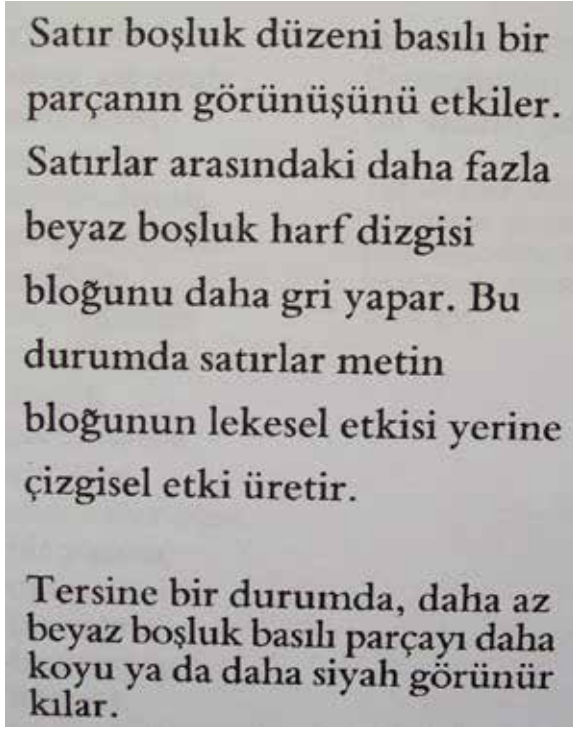 Satır boşluk düzeni basılı bir
parçanın görünüşünü etkiler.
Satırlar arasındaki daha fazla
beyaz boşluk harf dizgisi
bloğunu daha gri yapar. Bu
durumda satırlar metin
bloğunun lekesel etkisi yerine
çizgisel etki üretir.
Tersine bir durumda, daha az
beyaz boşluk basılı parçayı daha
koyu ya da daha siyah görünür
kılar.